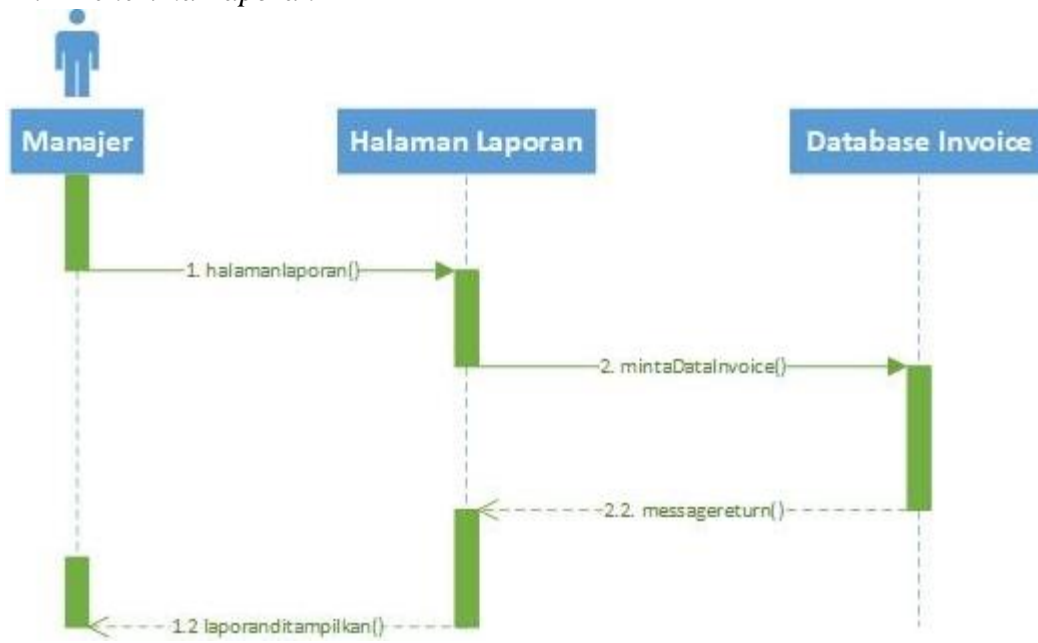 Manajer
Halaman Laporan
Database Invoice
1. halamanlaporan()
2. mintaDataInvoice()
2.2. messagereturn()
1.2 laporanditampilkan()